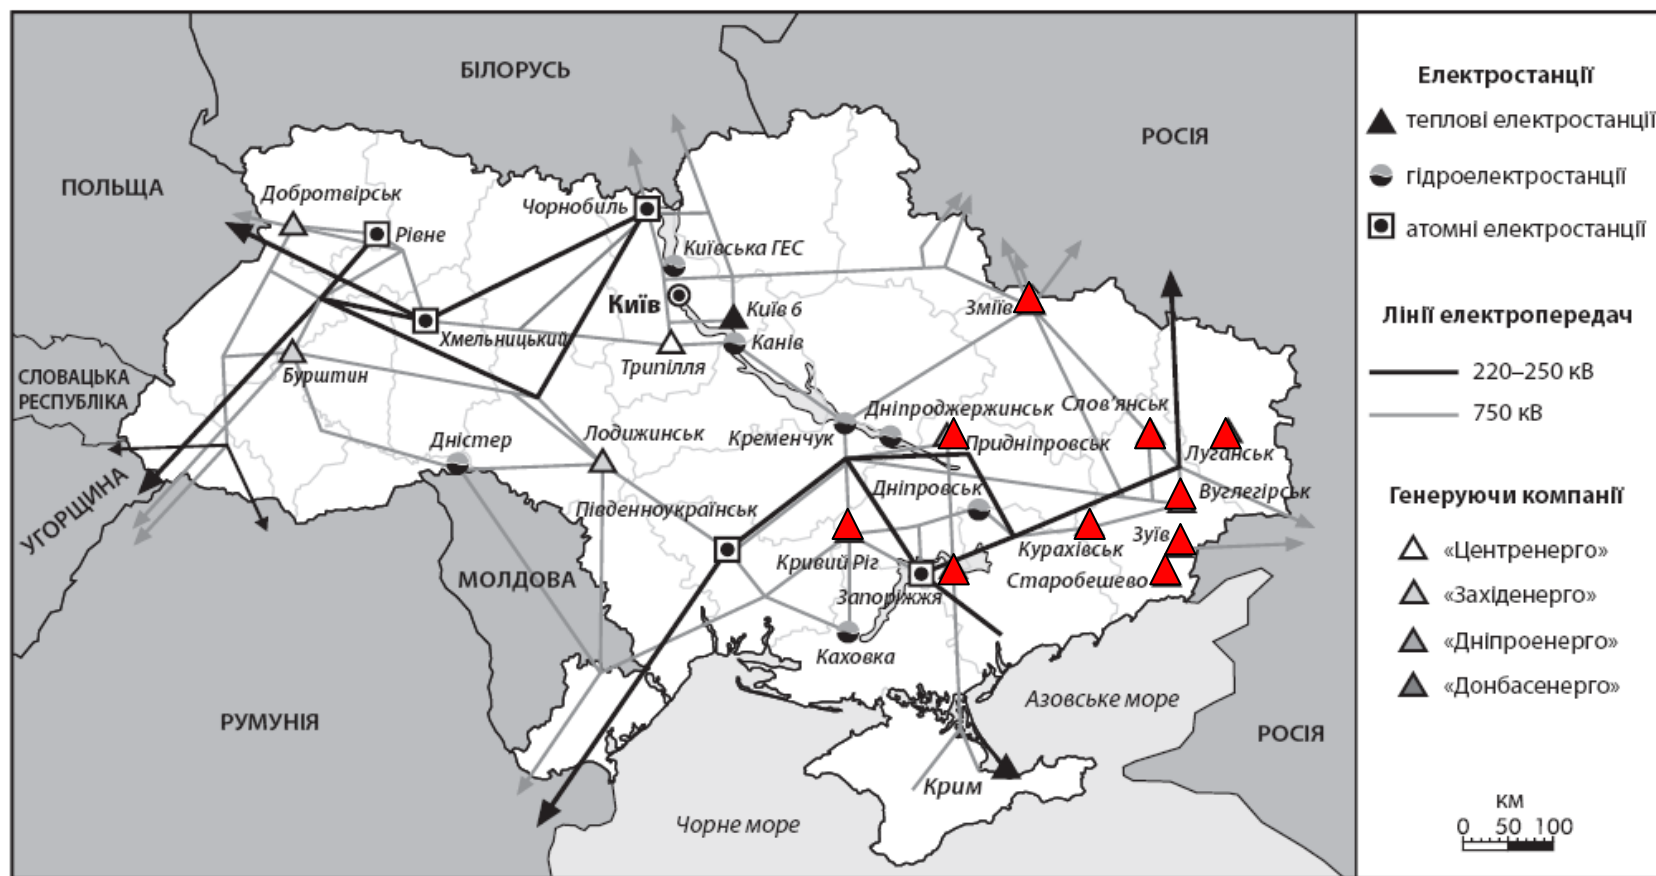 БІЛОРУСЬ
РОСІЯ
ПОЛЬЩА
Добротвірськ
Рівне
Чорнобиль
Київська ГЕС
Київ
Київ 6
Зміїв
Хмельницький
Канів
Трипілля
СЛОВАЦЬКА
РЕСПУБЛІКА
Бурштин
Дніпроджержинськ
Слов'янськ
Дністер
Лодижинськ
Кременчук
Придніпровськ
Луганськ
УГОРЩИНА
Південноукраїнськ
Дніпровськ
Вуглегірськ
Кривий Ріг
Курахівськ
Зуїв
МОЛДОВА
Старобешево
Запоріжжя
Каховка
РУМУНІЯ
Азовське море
РОСІЯ
Крим
Чорне море
Електростанції
теплові електростанції
гідроелектростанції
атомні електростанції
Лінії електропередач
220–250 кВ
750 кВ
Генеруючи компанії
«Центренерго»
«Західенерго»
«Дніпроенерго»
«Донбасенерго»
км
0 50 100